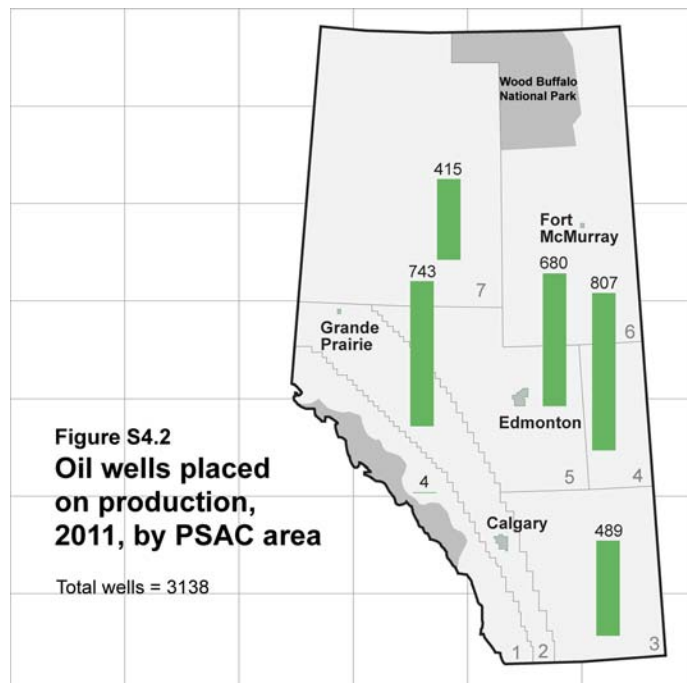 Wood Buffalo
National Park
415
Fort
McMurray
743
680
807
7
6
Grande
Prairie
Figure S4.2
Oil wells placed
on production,
2011, by PSAC area
Total wells = 3138
Edmonton
4
5
4
Calgary
489
1
2
3